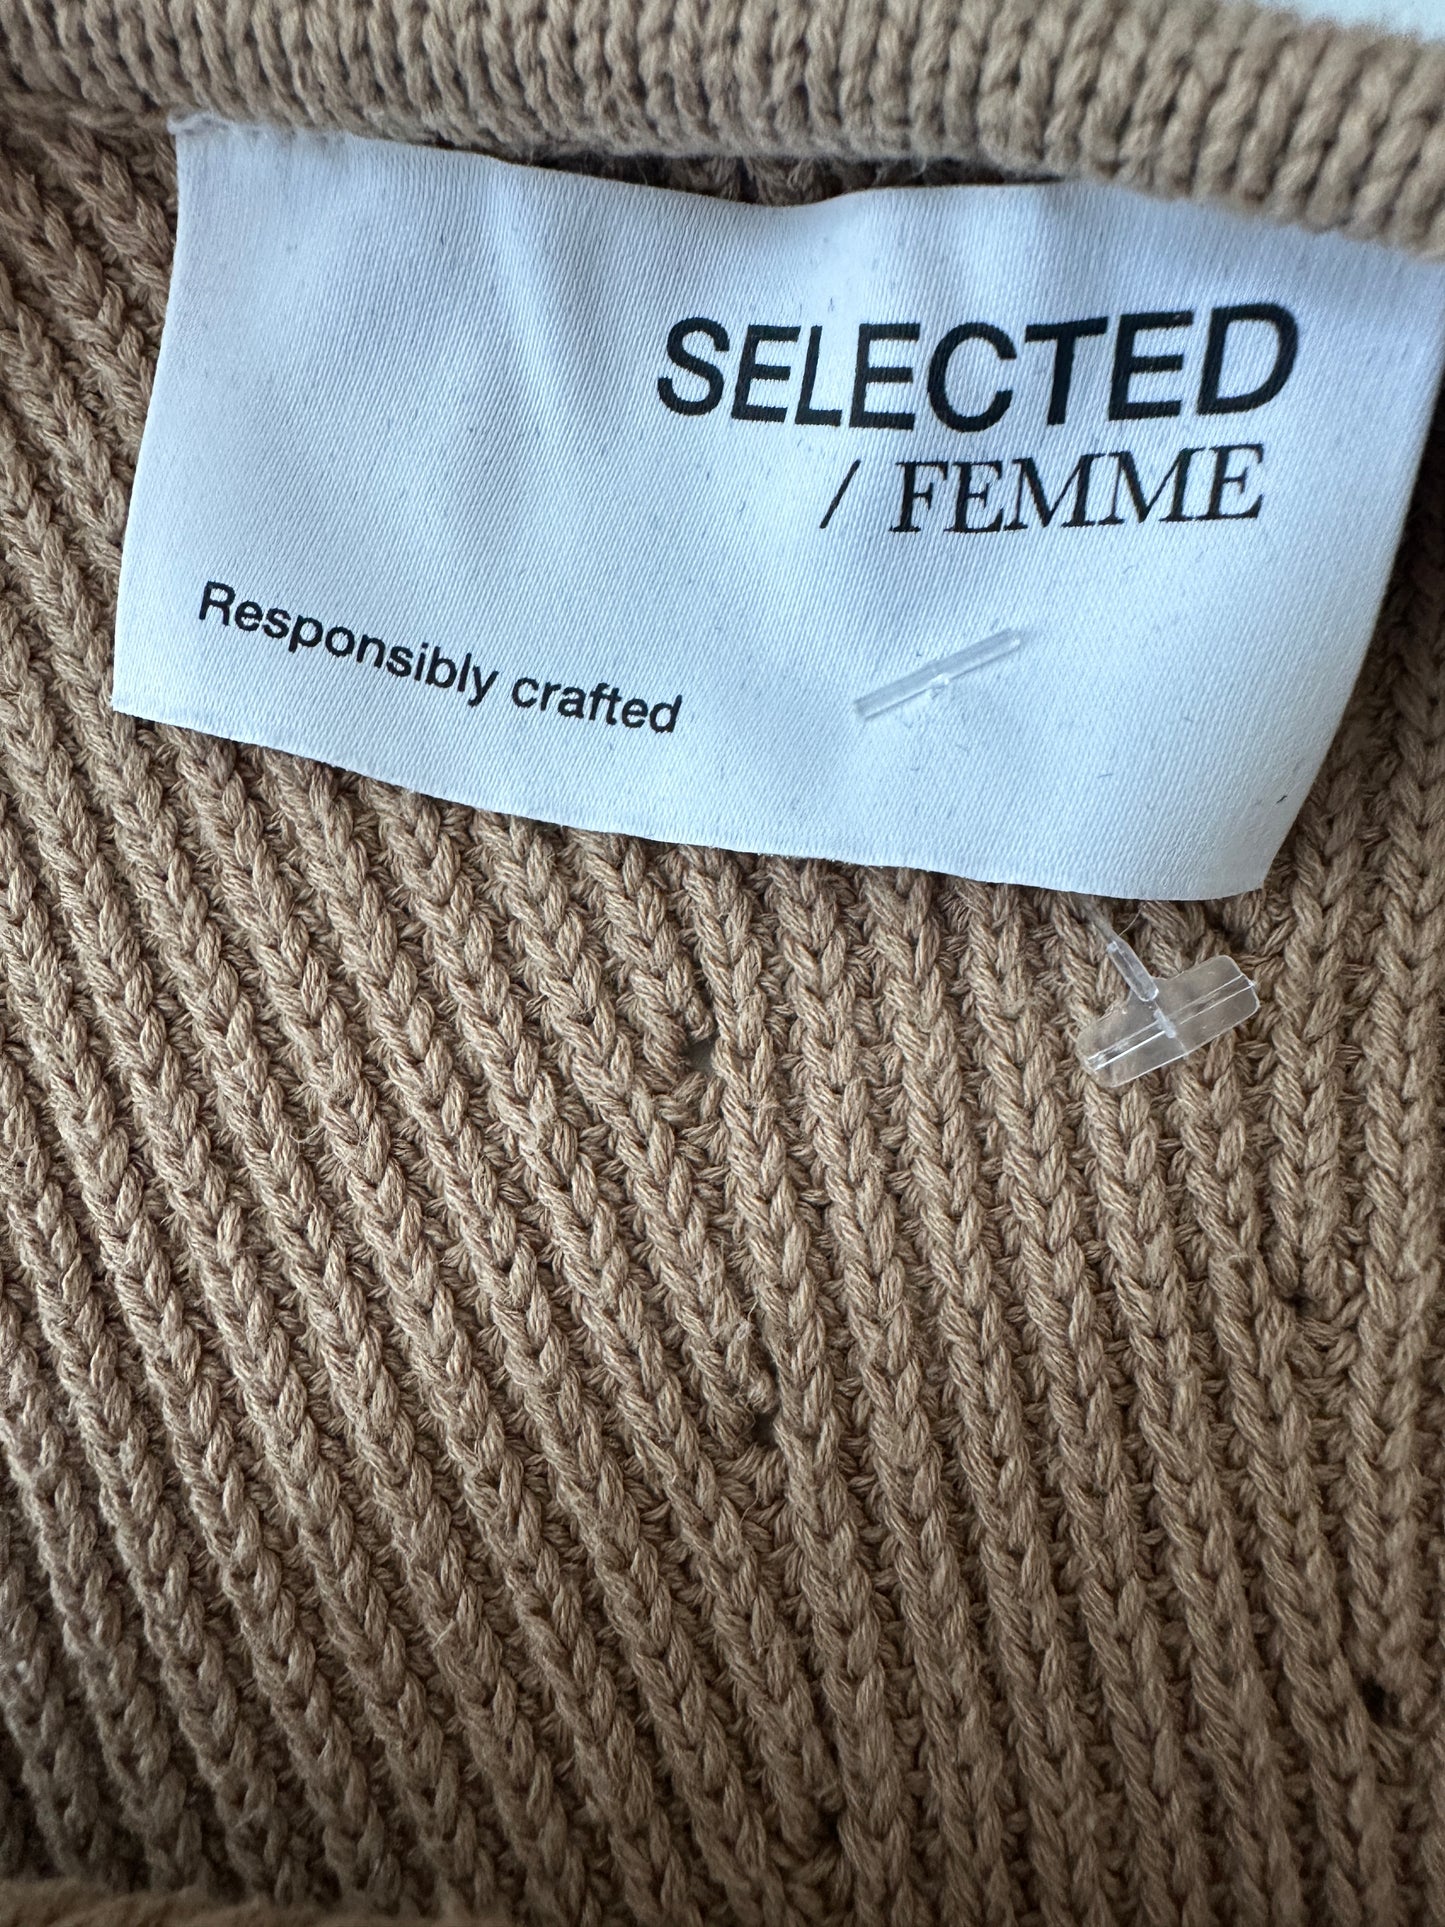 SELECTED
/ FEMME
Responsibly crafted